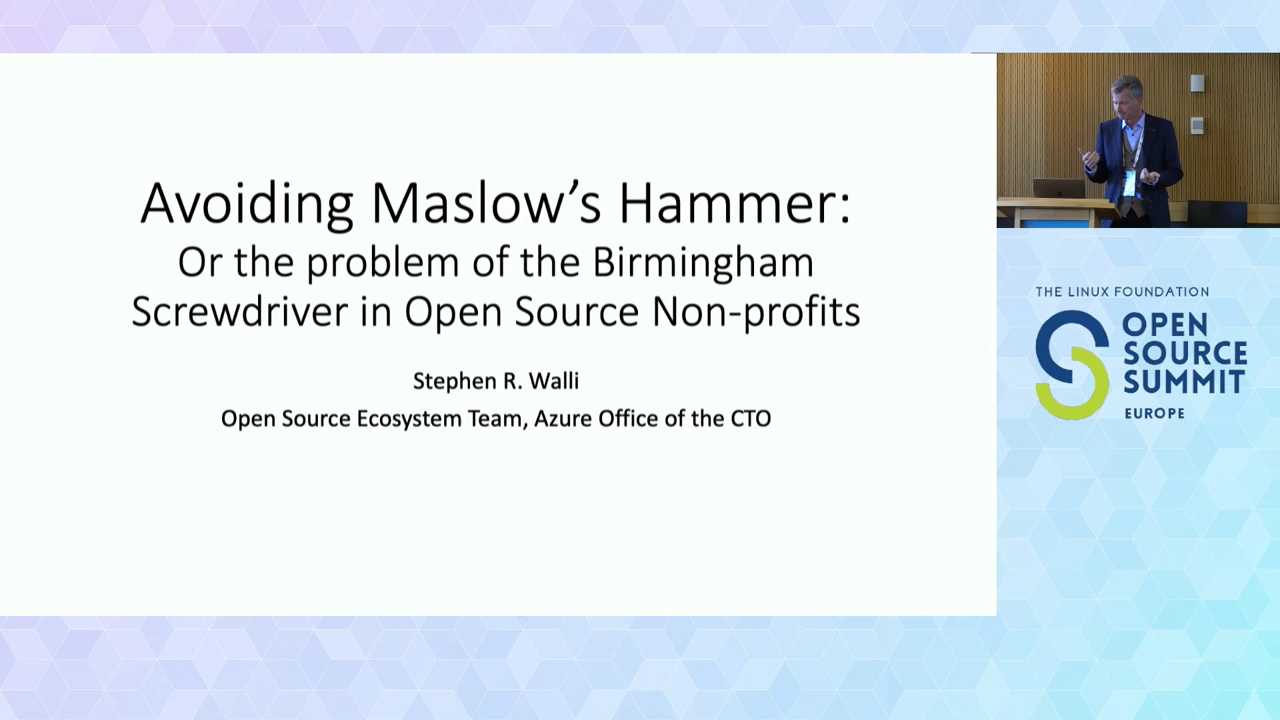 Avoiding Maslow’s Hammer:
Or the problem of the Birmingham
Screwdriver in Open Source Non-profits
Stephen R. Walli
Open Source Ecosystem Team, Azure Office of the CTO
THE LINUX FOUNDATION
OPEN
SOURCE
SUMMIT
EUROPE